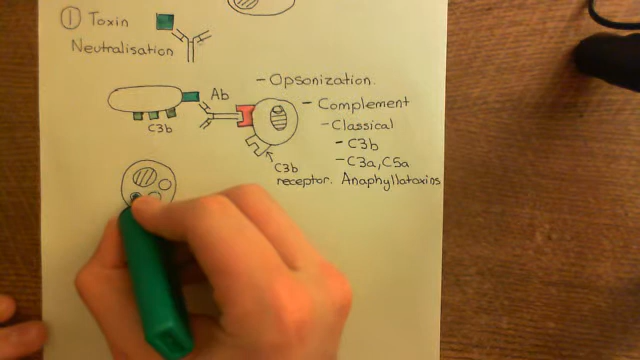 ① Toxin
Neutralisation
Ab
- Opsonization.
- Complement
- Classical
- C3b
- C3a, C5a
Anaphyllatoxins
C3b
C3b
receptor.